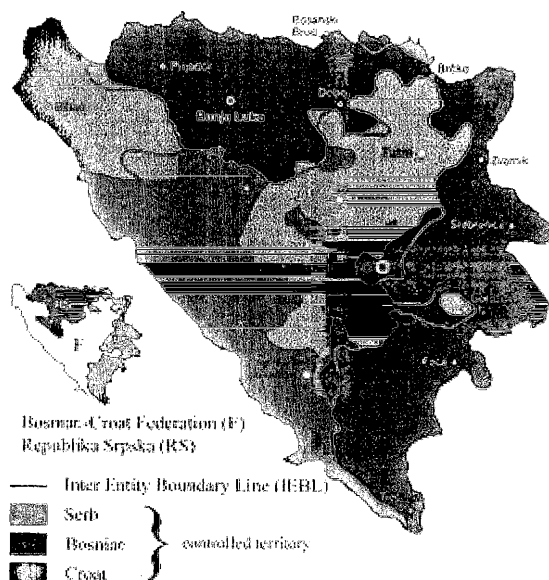 Bosanski
Brod
Brčko
Prijedor
Bihać
Banja Luka
Doboj
Tuzla
Zvornik
Srebrenica
F
Bosniac-Croat Federation (F)
Republika Srpska (RS)
Inter Entity Boundary Line (IEBL)
Serb
Bosniac
controlled territory
Croat